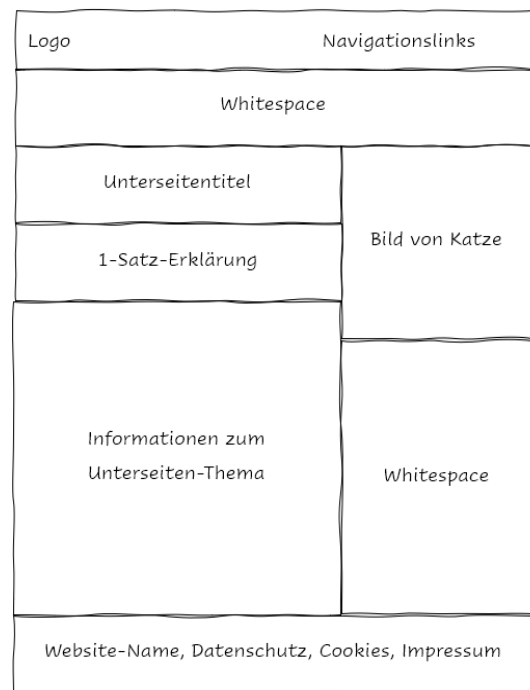 Logo
Navigationslinks
Whitespace
Unterseitentitel
Bild von Katze
1-Satz-Erklärung
Informationen zum
Unterseiten-Thema
Whitespace
Website-Name, Datenschutz, Cookies, Impressum